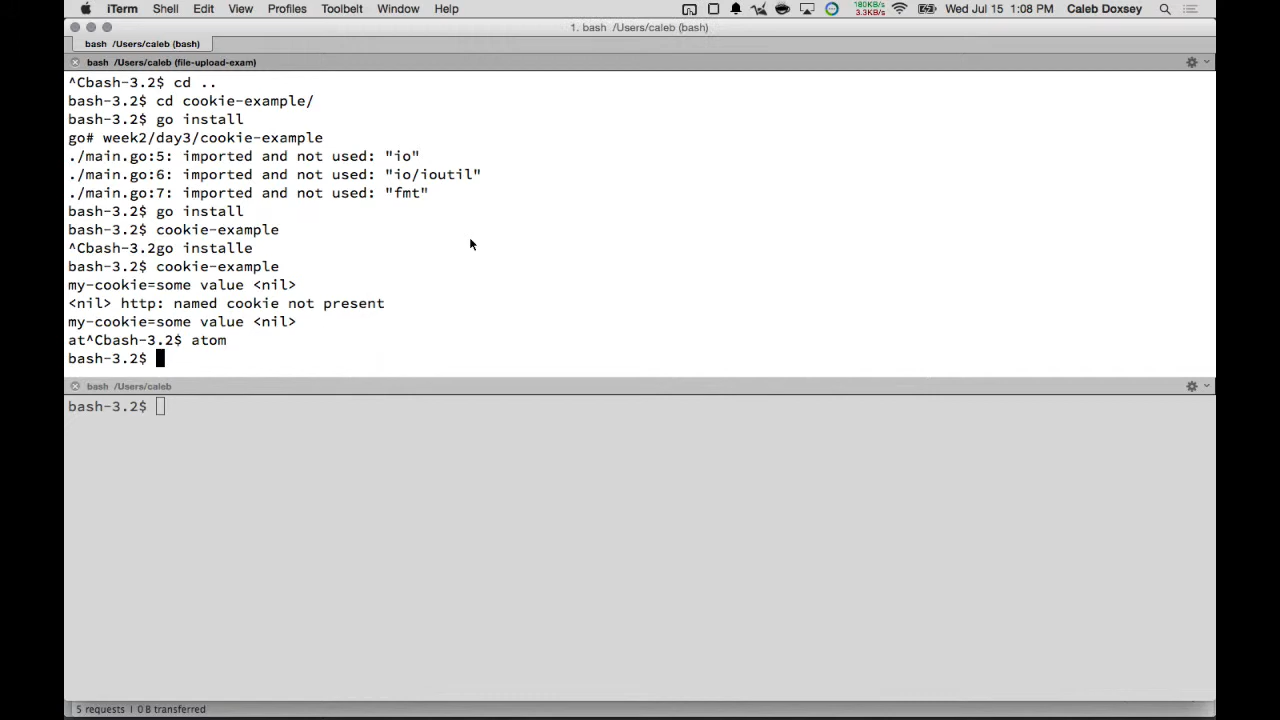 iTerm Shell Edit View Profiles Toolbelt Window Help 180KB/s 3.3KB/s Wed Jul 15 1:08 PM Caleb Doxsey
1. bash /Users/caleb (bash)
bash /Users/caleb (bash)
bash /Users/caleb (file-upload-exam)
^Cbash-3.2$ cd ..
bash-3.2$ cd cookie-example/
bash-3.2$ go install
go# week2/day3/cookie-example
./main.go:5: imported and not used: "io"
./main.go:6: imported and not used: "io/ioutil"
./main.go:7: imported and not used: "fmt"
bash-3.2$ go install
bash-3.2$ cookie-example
^Cbash-3.2go installe
bash-3.2$ cookie-example
my-cookie=some value <nil>
<nil> http: named cookie not present
my-cookie=some value <nil>
at^Cbash-3.2$ atom
bash-3.2$
bash /Users/caleb
bash-3.2$
5 requests | 0 B transferred